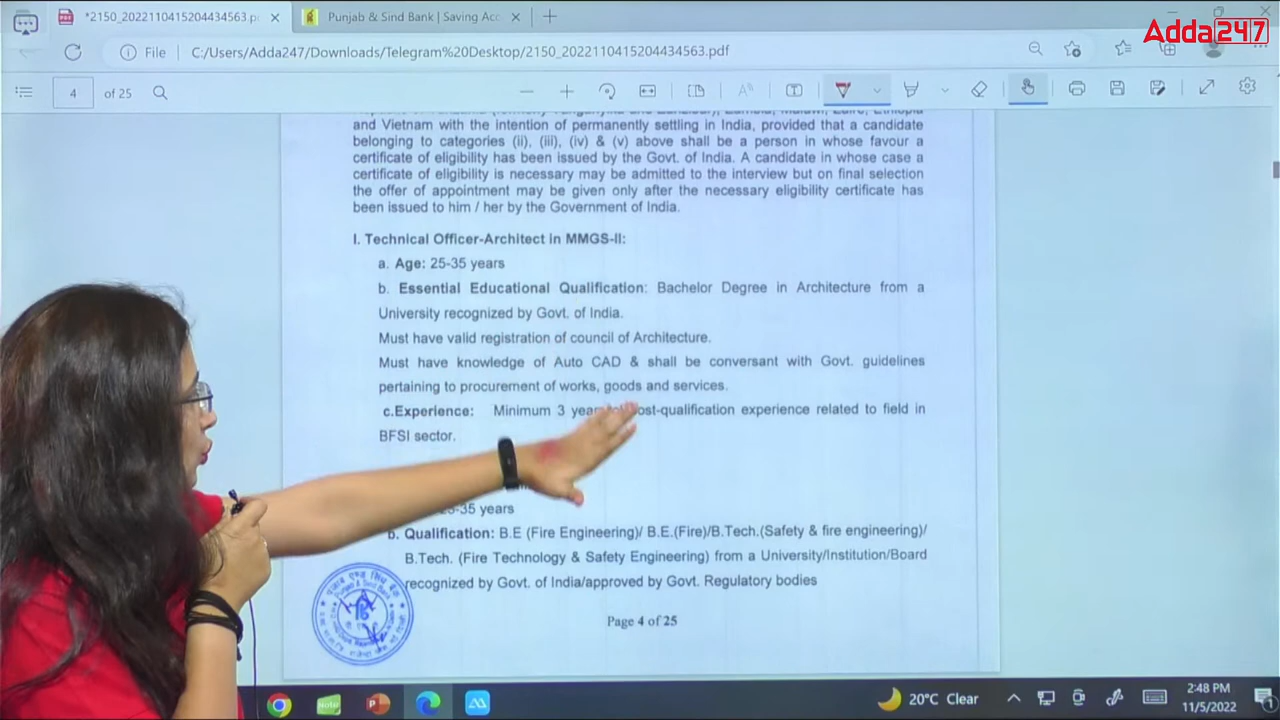 *2150_2022110415204434563.p
Punjab & Sind Bank | Saving Acc
Adda247
File
C:/Users/Adda247/Downloads/Telegram%20Desktop/2150_2022110415204434563.pdf
4 of 25
and Vietnam with the intention of permanently settling in India, provided that a candidate
belonging to categories (ii), (iii), (iv) & (v) above shall be a person in whose favour a
certificate of eligibility has been issued by the Govt. of India. A candidate in whose case a
certificate of eligibility is necessary may be admitted to the interview but on final selection
the offer of appointment may be given only after the necessary eligibility certificate has
been issued to him / her by the Government of India.
I. Technical Officer-Architect in MMGS-II:
a. Age: 25-35 years
b. Essential Educational Qualification: Bachelor Degree in Architecture from a
University recognized by Govt. of India.
Must have valid registration of council of Architecture.
Must have knowledge of Auto CAD & shall be conversant with Govt. guidelines
pertaining to procurement of works, goods and services.
c.Experience: Minimum 3 post-qualification experience related to field in
BFSI sector.
-35 years
b. Qualification: B.E (Fire Engineering)/ B.E.(Fire)/B.Tech.(Safety & fire engineering)/
B.Tech. (Fire Technology & Safety Engineering) from a University/Institution/Board
recognized by Govt. of India/approved by Govt. Regulatory bodies
Punjab & Sind Bank
Page 4 of 25
20°C Clear
2:48 PM
11/5/2022